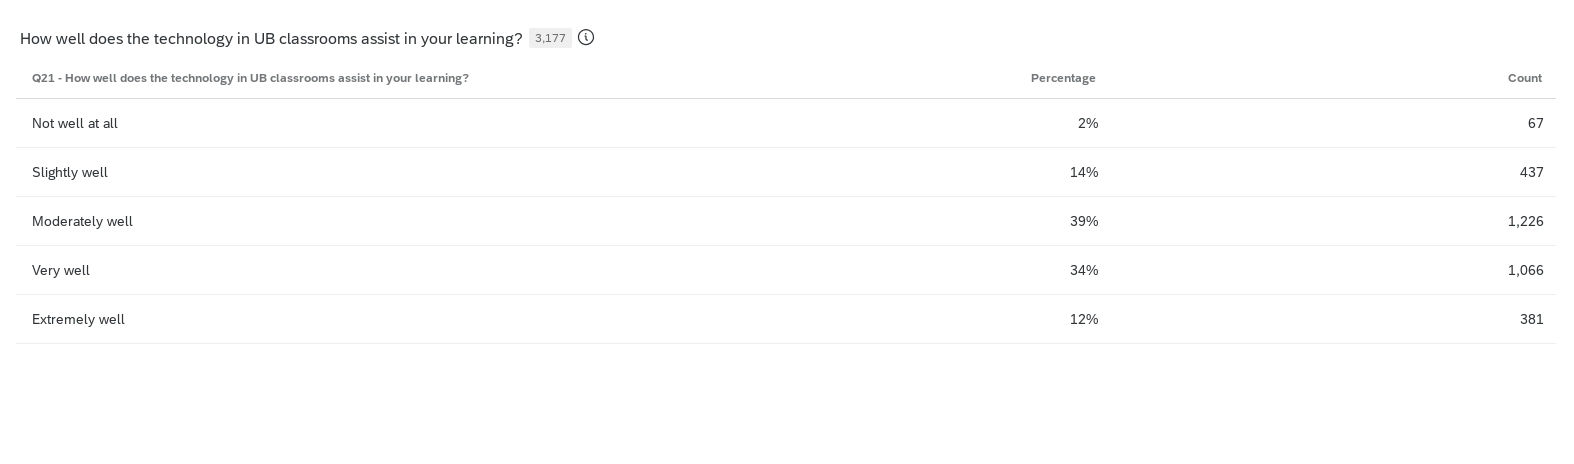 How well does the technology in UB classrooms assist in your learning? 3,177
Q21 - How well does the technology in UB classrooms assist in your learning? Percentage Count
Not well at all 2% 67
Slightly well 14% 437
Moderately well 39% 1,226
Very well 34% 1,066
Extremely well 12% 381